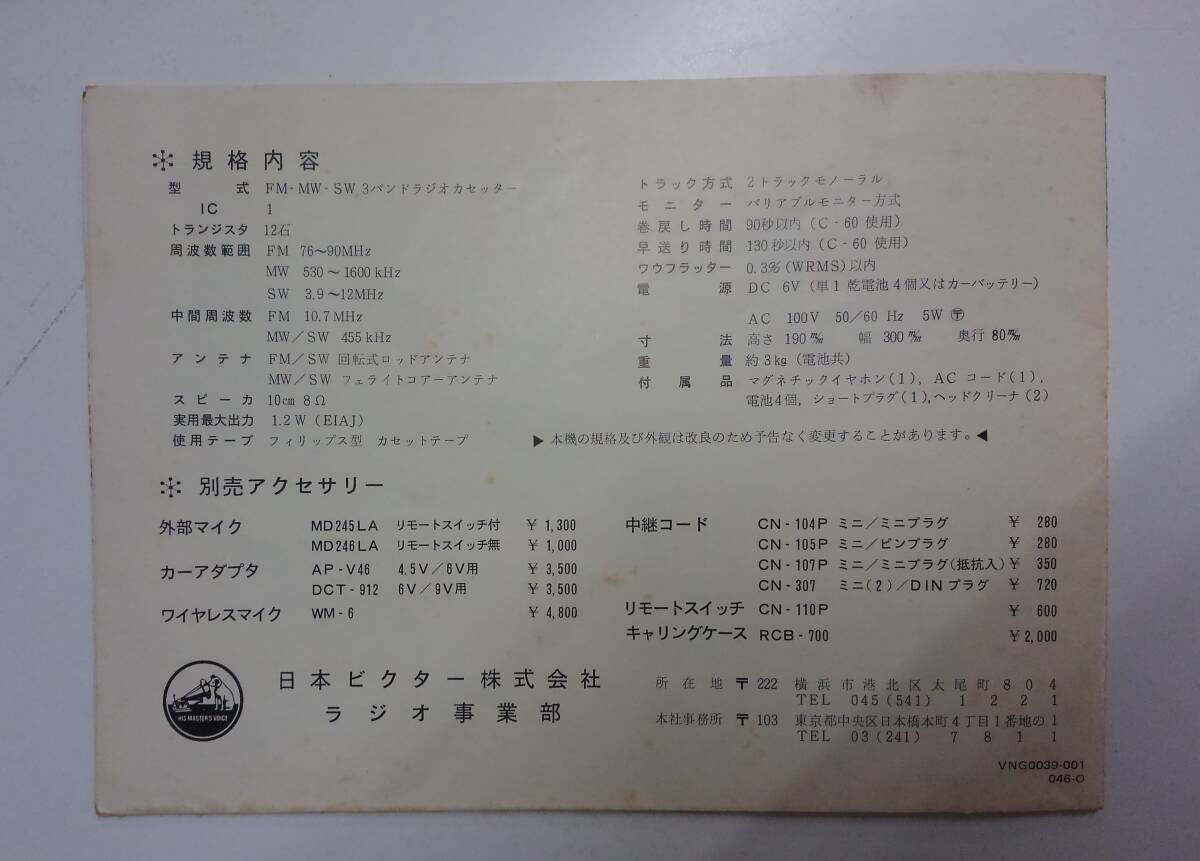 規格内容
型式 FM-MW-SW 3バンドラジオカセッター
IC 1
トランジスタ 12石
周波数範囲 FM 76～90MHz
MW 530～1600kHz
SW 3.9～12MHz
中間周波数 FM 10.7MHz
MW/SW 455kHz
アンテナ FM/SW 回転式ロッドアンテナ
MW/SW フェライトコアーアンテナ
スピーカ 10cm 8Ω
実用最大出力 1.2W (EIAJ)
使用テープ フィリップス型 カセットテープ
トラック方式 2トラックモノーラル
モニター バリアブルモニター方式
巻戻し時間 90秒以内 (C-60 使用)
早送り時間 130秒以内 (C-60 使用)
ワウフラッター 0.3% (WRMS) 以内
電源 DC 6V (単1乾電池4個又はカーバッテリー)
AC 100V 50/60 Hz 5W 〶
寸法 高さ 190㎜ 幅 300㎜ 奥行 80㎜
重量 約3kg (電池共)
付属品 マグネチックイヤホン(1), AC コード(1),
電池4個, ショートプラグ(1), ヘッドクリーナ(2)
▶ 本機の規格及び外観は改良のため予告なく変更することがあります。◀
別売アクセサリー
外部マイク MD245LA リモートスイッチ付 ¥1,300
MD246LA リモートスイッチ無 ¥1,000
カーアダプタ AP-V46 4.5V/6V用 ¥3,500
DCT-912 6V/9V用 ¥3,500
ワイヤレスマイク WM-6 ¥4,800
中継コード CN-104P ミニ/ミニプラグ ¥280
CN-105P ミニ/ピンプラグ ¥280
CN-107P ミニ/ミニプラグ(抵抗入) ¥350
CN-307 ミニ(2)/DINプラグ ¥720
リモートスイッチ CN-110P ¥600
キャリングケース RCB-700 ¥2,000
HIS MASTER'S VOICE
日本ビクター株式会社
ラジオ事業部
所在地 〒222 横浜市港北区太尾町804
TEL 045(541)1221
本社事務所 〒103 東京都中央区日本橋本町4丁目1番地の1
TEL 03(241)7811
VNG0039-001
046-O